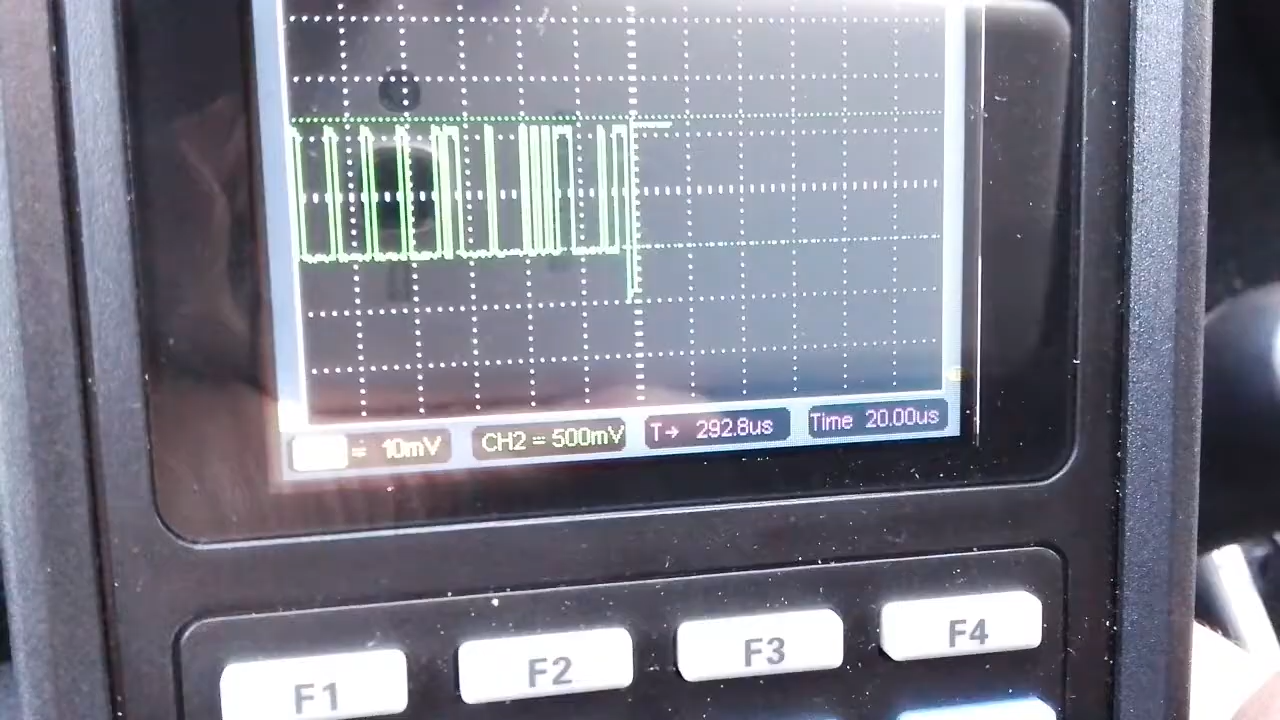 = 10mV CH2 = 500mV T→ 292.8us Time 20.00us
F1 F2 F3 F4